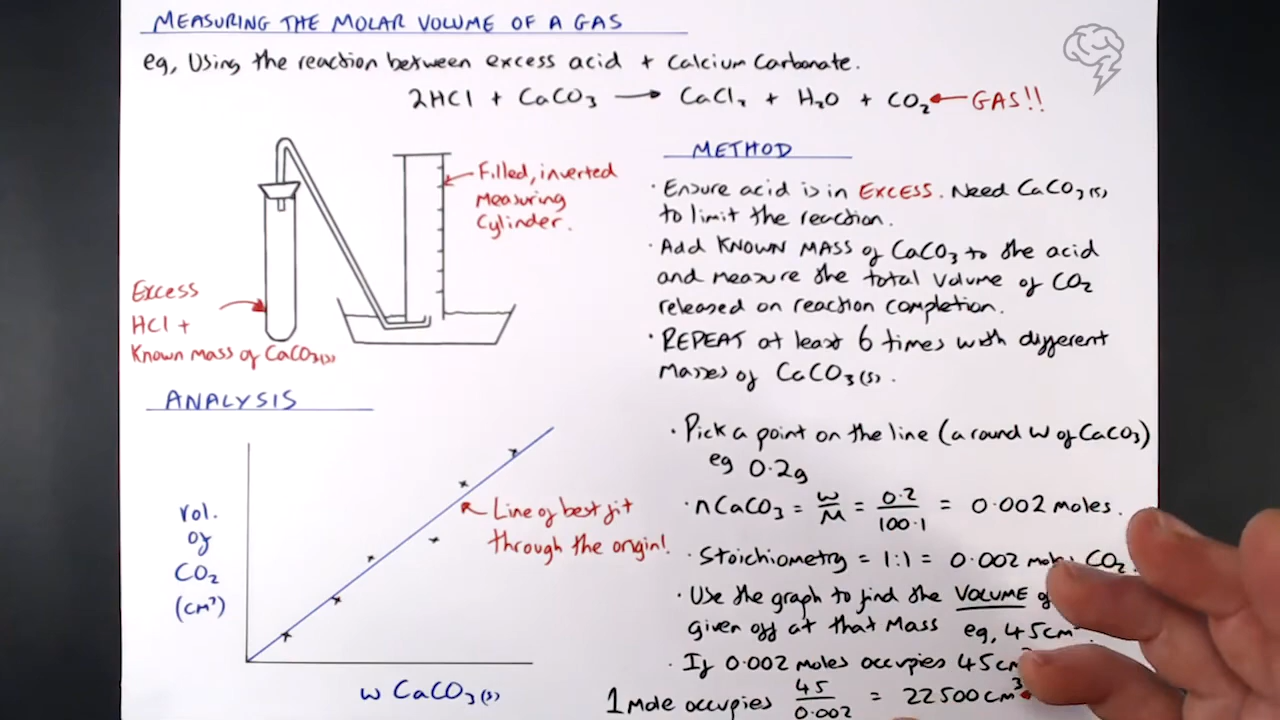 MEASURING THE MOLAR VOLUME OF A GAS
eg, Using the reaction between excess acid + Calcium Carbonate.
2HCl + CaCO₃ → CaCl₂ + H₂O + CO₂ ← GAS!!
Filled, inverted
Measuring
Cylinder.
Excess
HCl +
Known mass of CaCO₃(s)
METHOD
· Ensure acid is in EXCESS. Need CaCO₃(s)
to limit the reaction.
· Add KNOWN MASS of CaCO₃ to the acid
and measure the total volume of CO₂
released on reaction completion.
· REPEAT at least 6 times with different
Masses of CaCO₃(s).
ANALYSIS
Vol.
of
CO₂
(cm³)
Line of best fit
through the origin!
w CaCO₃(s)
· Pick a point on the line (around w of CaCO₃)
eg 0.2g
· nCaCO₃ = w/M = 0.2/100.1 = 0.002 moles.
· Stoichiometry = 1:1 = 0.002 CO₂.
· Use the graph to find the VOLUME
given off at that Mass eg, 45cm
· If 0.002 moles occupies 45cm
1 Mole occupies 45/0.002 = 22500cm³